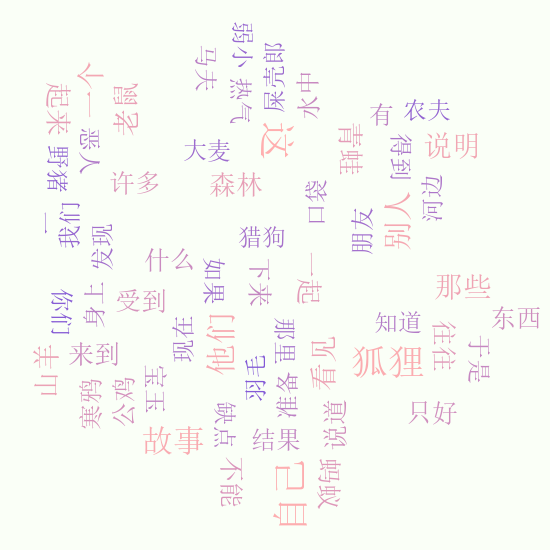 弱小
马夫
热气
屎壳郎
水中
一个
起来
老鼠
恶人
野猪
大麦
这
青蛙
有
农夫
得到
说明
许多
森林
口袋
朋友
别人
河边
一
我们
发现
猎狗
什么
如果
下来
一起
那些
你们
身上
受到
现在
他们
那里
知道
往往
东西
于是
山羊
来到
寒鸦
公鸡
宝玉
羽毛
准备
看见
狐狸
只好
故事
缺点
结果
说道
不能
自己
蚂蚁